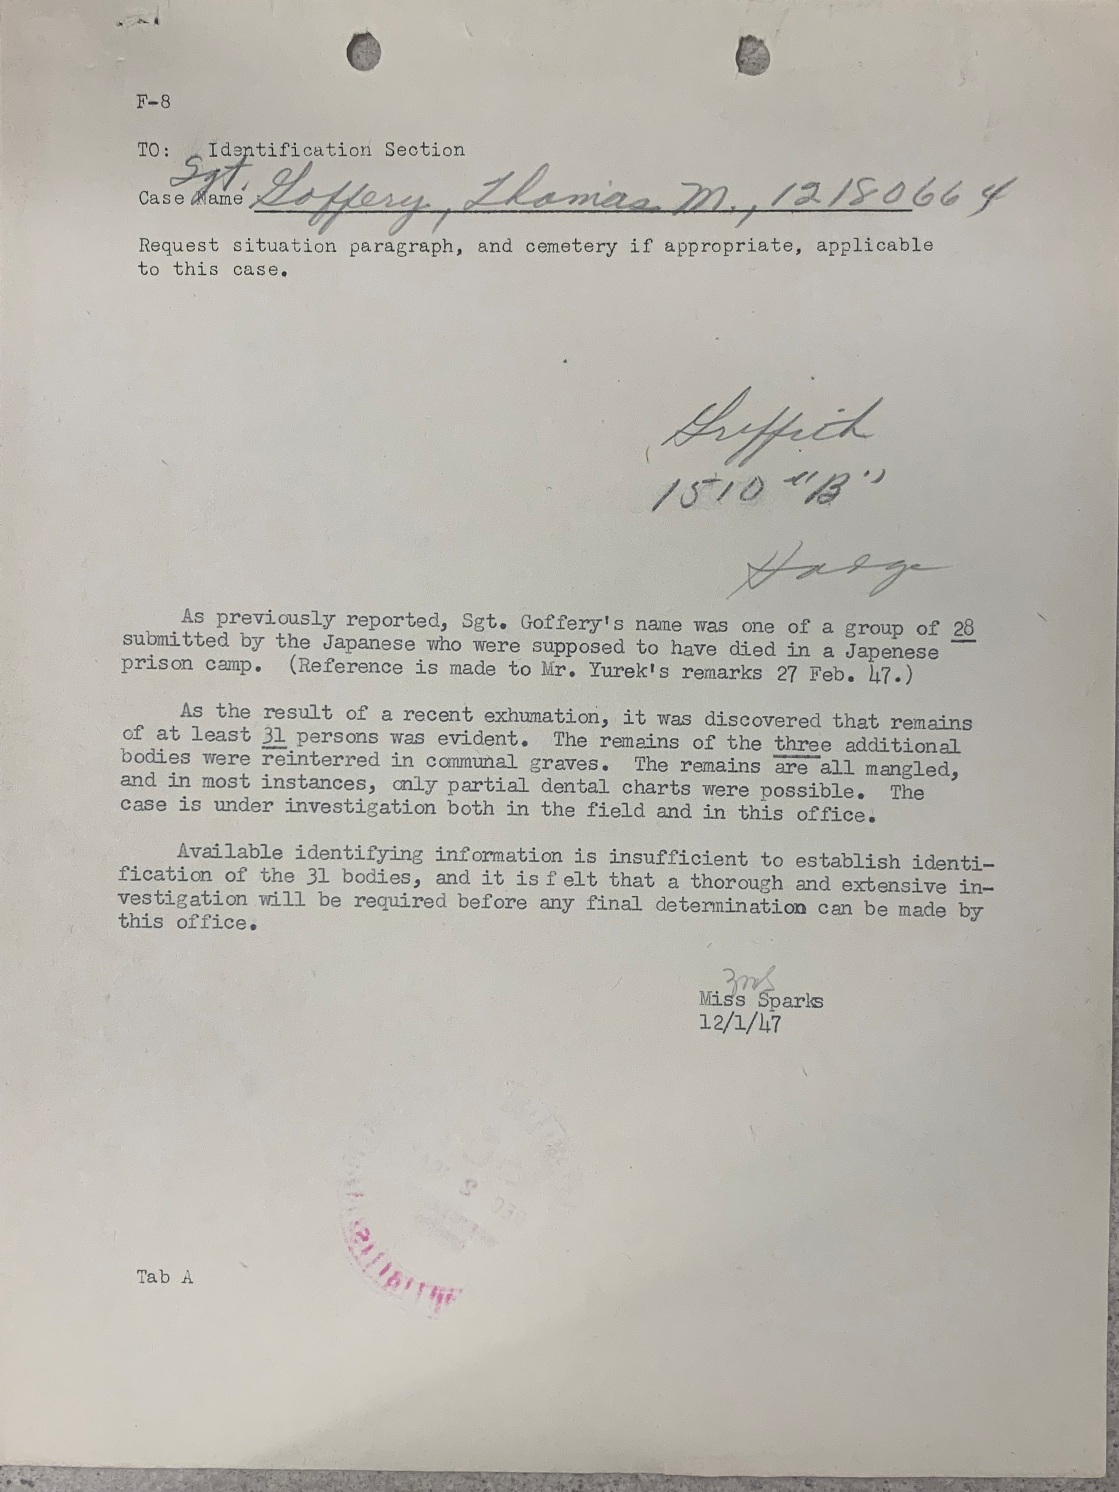 F-8
TO: Identification Section
Sgt.
Case Name Goffery, Thomas M., 12180664
Request situation paragraph, and cemetery if appropriate, applicable
to this case.
Griffith
1510 "B"
As previously reported, Sgt. Goffery's name was one of a group of 28
submitted by the Japanese who were supposed to have died in a Japenese
prison camp. (Reference is made to Mr. Yurek's remarks 27 Feb. 47.)
As the result of a recent exhumation, it was discovered that remains
of at least 31 persons was evident. The remains of the three additional
bodies were reinterred in communal graves. The remains are all mangled,
and in most instances, only partial dental charts were possible. The
case is under investigation both in the field and in this office.
Available identifying information is insufficient to establish identi-
fication of the 31 bodies, and it is felt that a thorough and extensive in-
vestigation will be required before any final determination can be made by
this office.
Miss Sparks
12/1/47
DEC 2
Tab A